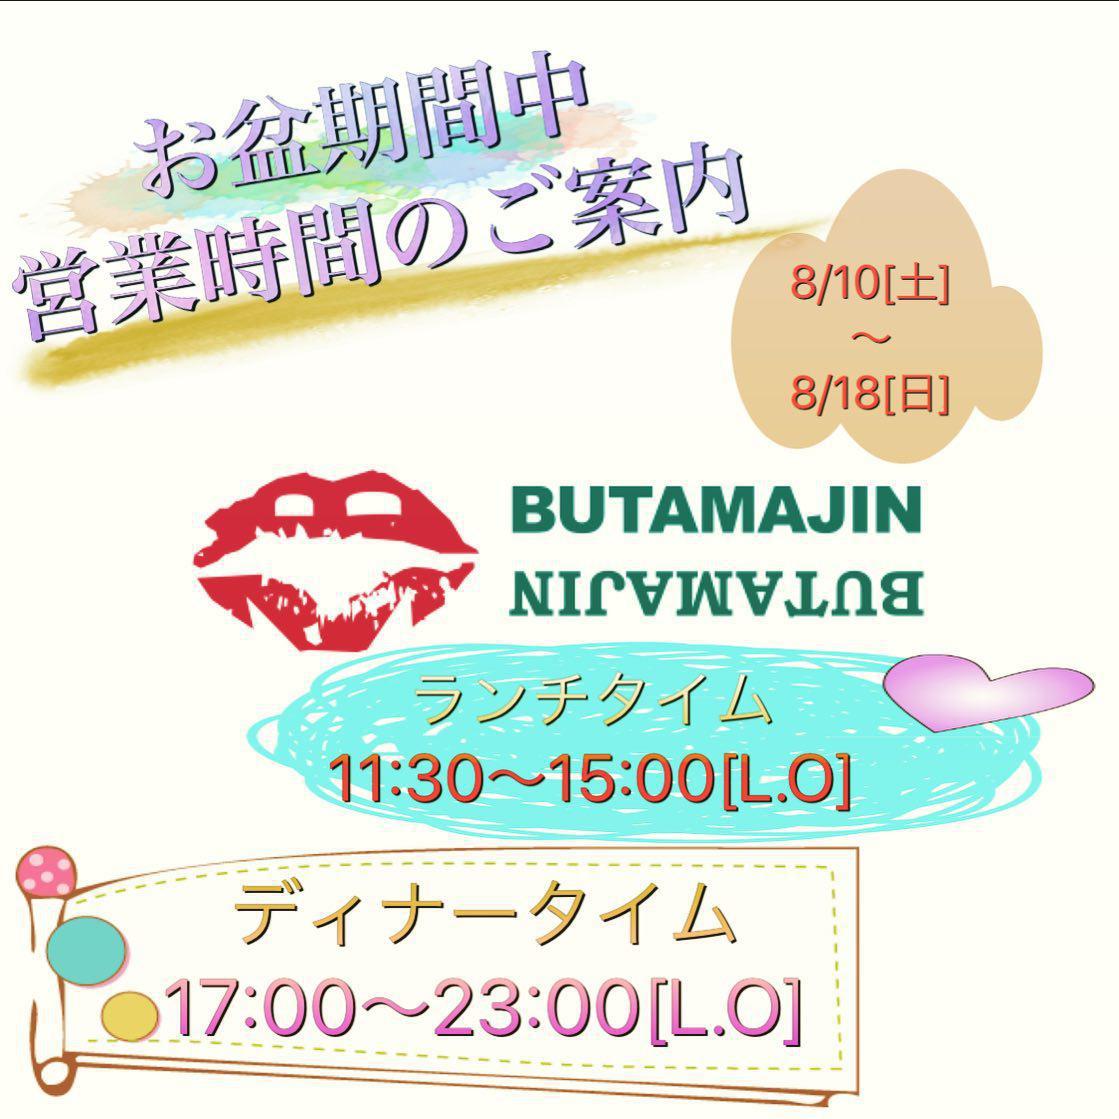 お盆期間中
営業時間のご案内
8/10[土]
～
8/18[日]
BUTAMAJIN
BUTAMAJIN
ランチタイム
11:30～15:00[L.O]
ディナータイム
17:00～23:00[L.O]